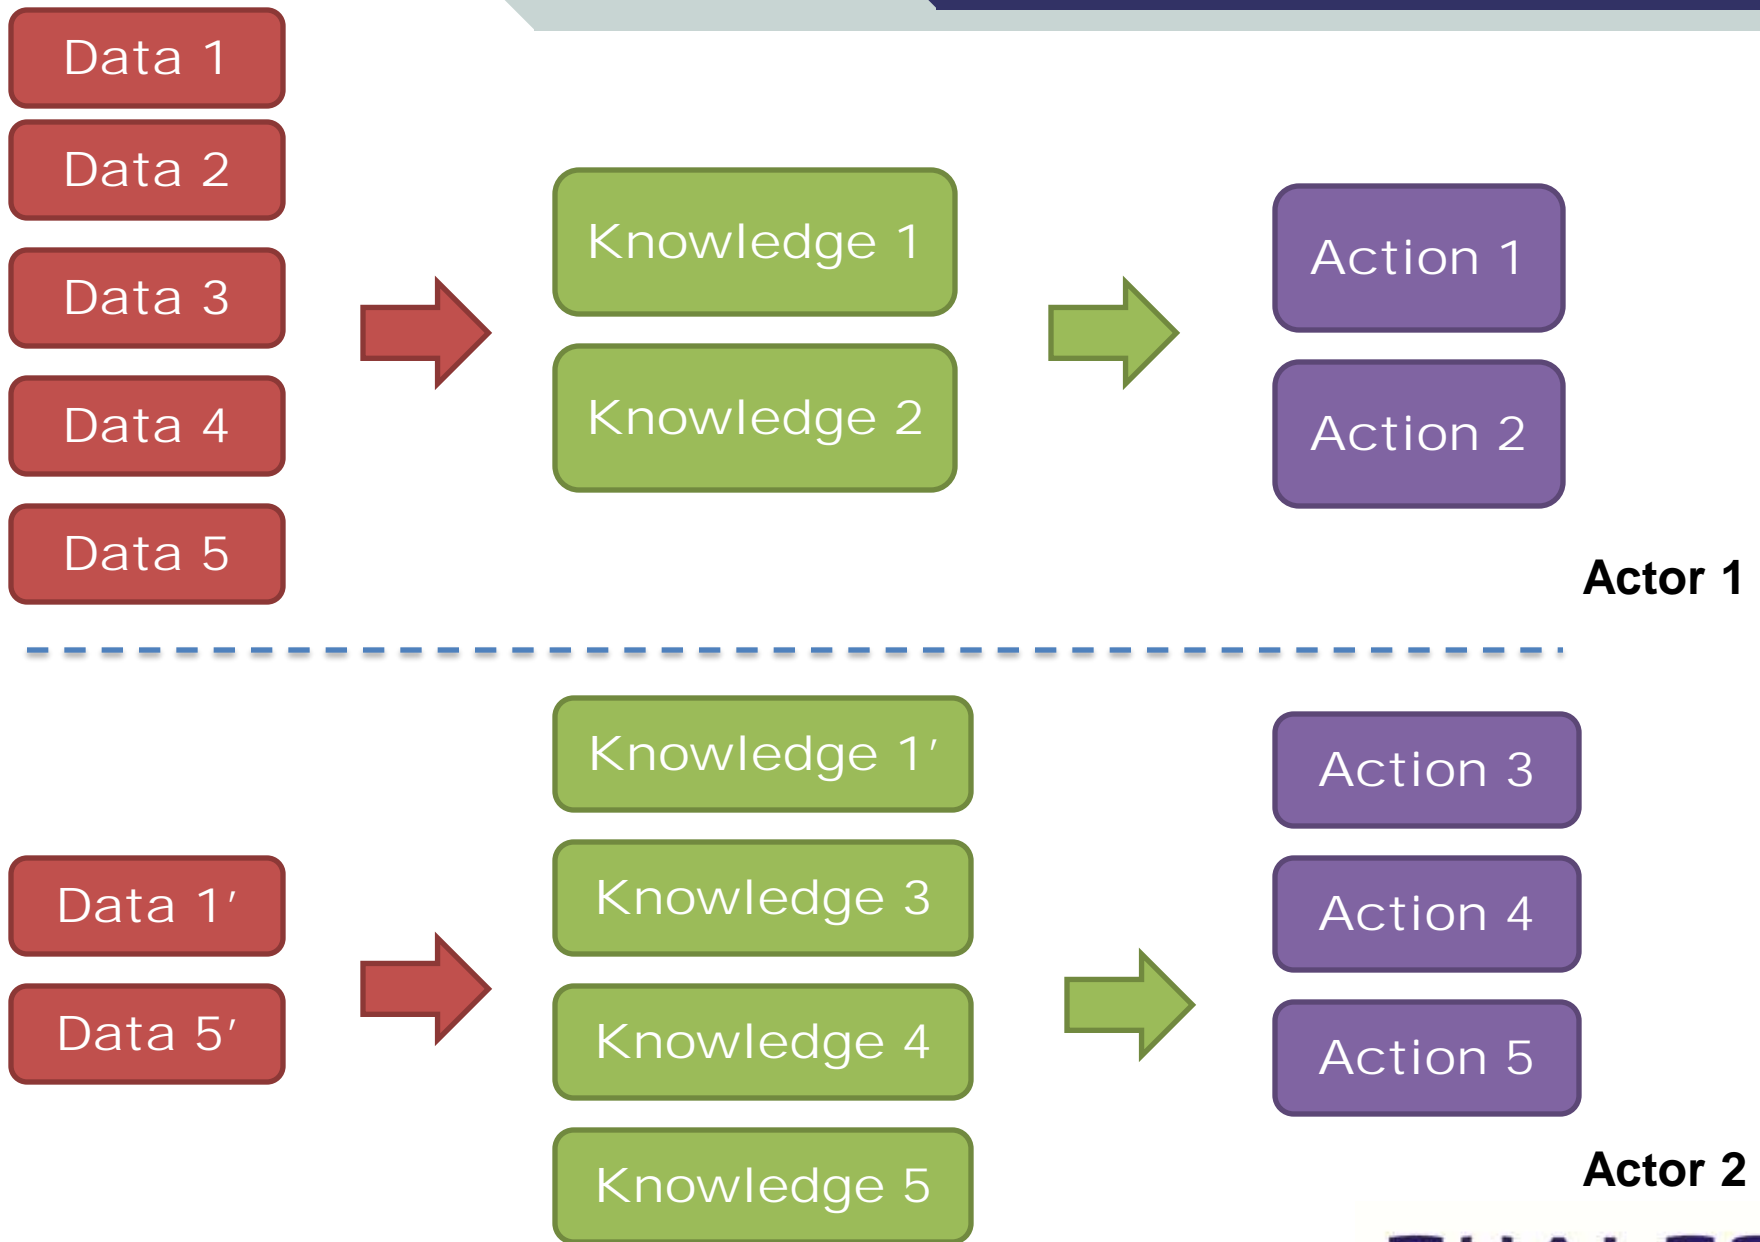 Data 1
Data 2
Data 3
Data 4
Data 5
Knowledge 1
Knowledge 2
Action 1
Action 2
Actor 1
Data 1′
Data 5′
Knowledge 1′
Knowledge 3
Knowledge 4
Knowledge 5
Action 3
Action 4
Action 5
Actor 2